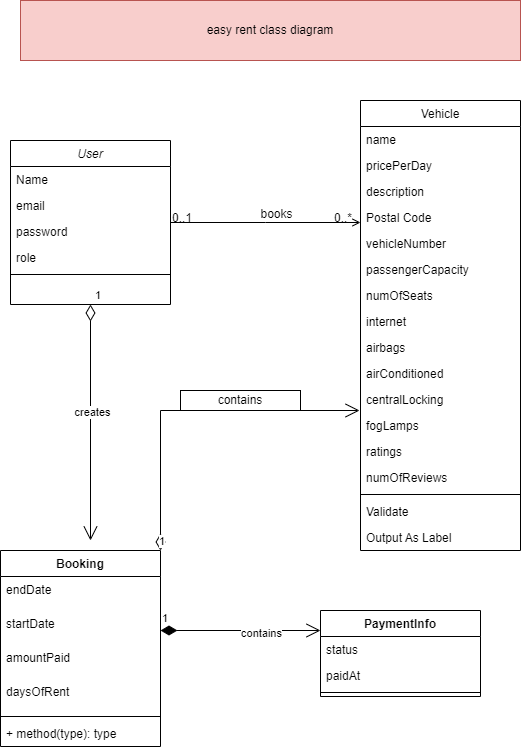 easy rent class diagram
Vehicle
name
pricePerDay
description
Postal Code
vehicleNumber
passengerCapacity
numOfSeats
internet
airbags
airConditioned
centralLocking
fogLamps
ratings
numOfReviews
Validate
Output As Label
User
Name
email
password
role
0..1
books
0..*
1
creates
contains
1
Booking
endDate
startDate
amountPaid
daysOfRent
+ method(type): type
1
contains
PaymentInfo
status
paidAt